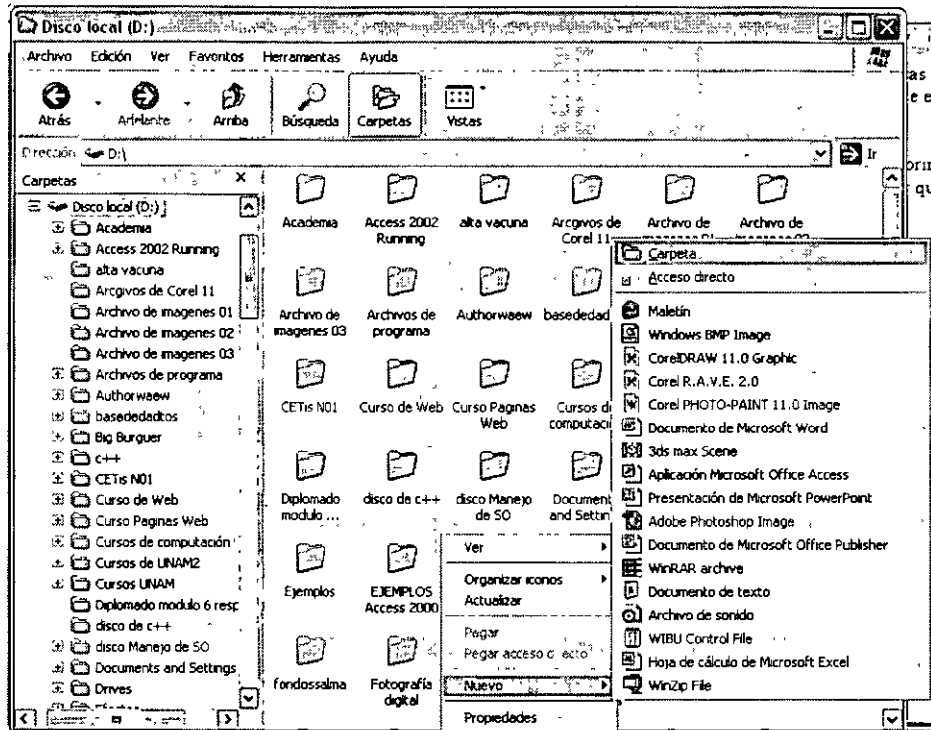 Disco local (D:)
Archivo Edición Ver Favoritos Herramientas Ayuda
Atrás Adelante Arriba Búsqueda Carpetas Vistas
Dirección D:\ Ir
Carpetas
Disco local (D:)
Academia
Access 2002 Running
alta vacuna
Arcgivos de Corel 11
Archivo de imagenes 01
Archivo de imagenes 02
Archivo de imagenes 03
Archivos de programa
Authorwaew
basededadtos
Big Burguer
c++
CETis N01
Curso de Web
Curso Paginas Web
Cursos de computación
Cursos de UNAM2
Cursos UNAM
Diplomado modulo 6 resp
disco de c++
disco Manejo de SO
Documents and Settings
Drives
Academia
Access 2002
Running
alta vacuna
Arcgivos de
Corel 11
Archivo de
Archivo de
Archivo de
imagenes 03
Archivos de
programa
Authorwaew
basededad
CETis N01
Curso de Web
Curso Paginas
Web
Cursos de
computaci
Diplomado
modulo ...
disco de c++
disco Manejo
de SO
Document
and Settin
Ejemplos
EJEMPLOS
Access 2000
fondossalma
Fotografía
digital
Ver
Organizar iconos
Actualizar
Pegar
Pegar acceso directo
Nuevo
Propiedades
Carpeta
Acceso directo
Maletín
Windows BMP Image
CorelDRAW 11.0 Graphic
Corel R.A.V.E. 2.0
Corel PHOTO-PAINT 11.0 Image
Documento de Microsoft Word
3ds max Scene
Aplicación Microsoft Office Access
Presentación de Microsoft PowerPoint
Adobe Photoshop Image
Documento de Microsoft Office Publisher
WinRAR archive
Documento de texto
Archivo de sonido
WIBU Control File
Hoja de cálculo de Microsoft Excel
WinZip File